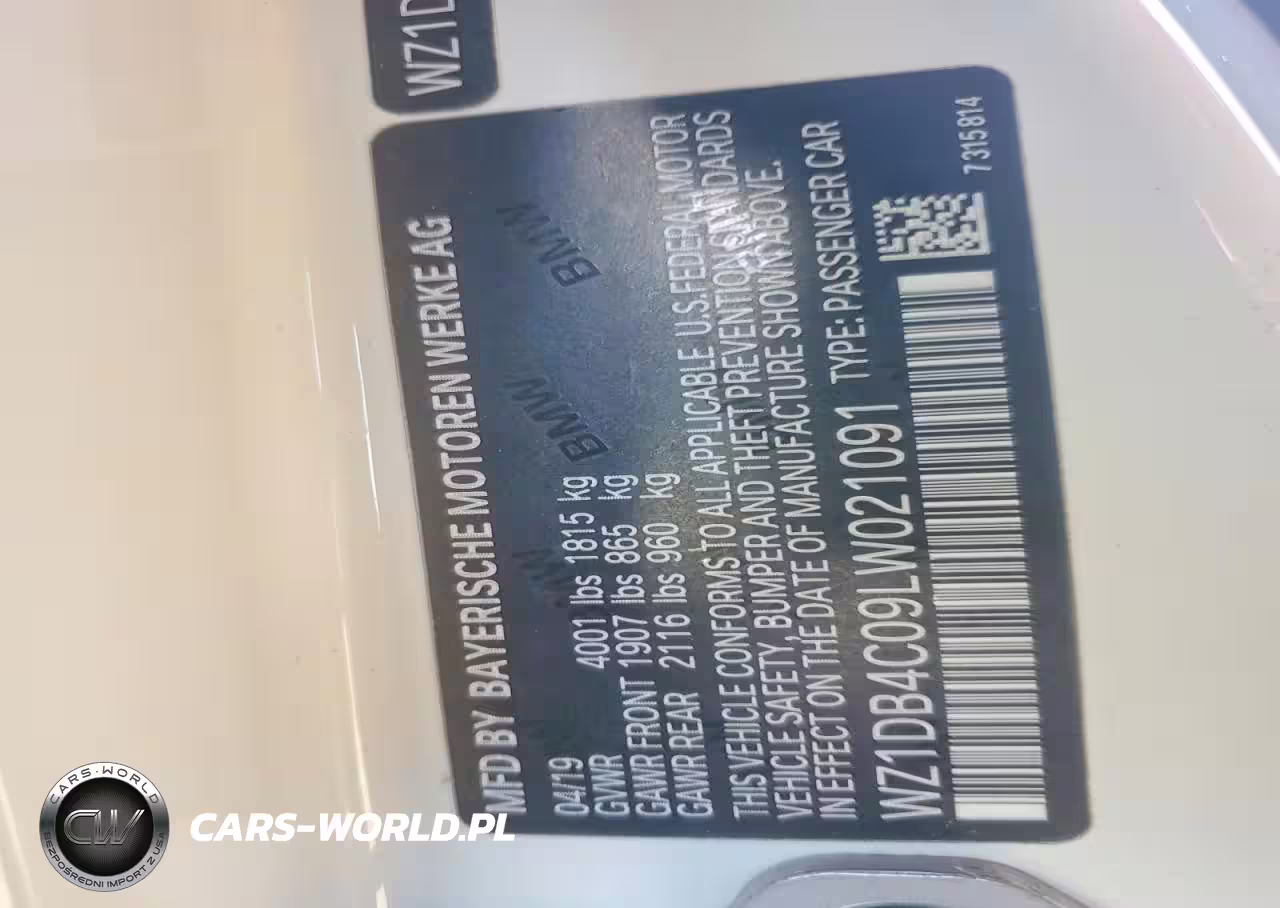 WZ1D
MFD BY BAYERISCHE MOTOREN WERKE AG
BMW BMW
BMW BMW
04/19
GVWR 4001 lbs 1815 kg
GAWR FRONT 1907 lbs 865 kg
GAWR REAR 2116 lbs 960 kg
THIS VEHICLE CONFORMS TO ALL APPLICABLE U.S.FEDERAL MOTOR
VEHICLE SAFETY, BUMPER AND THEFT PREVENTION STANDARDS
IN EFFECT ON THE DATE OF MANUFACTURE SHOWN ABOVE.
WZ1DB4C09LW021091 TYPE: PASSENGER CAR
7315814
CARS-WORLD
CW
BEZPOŚREDNI IMPORT Z USA
CARS-WORLD.PL